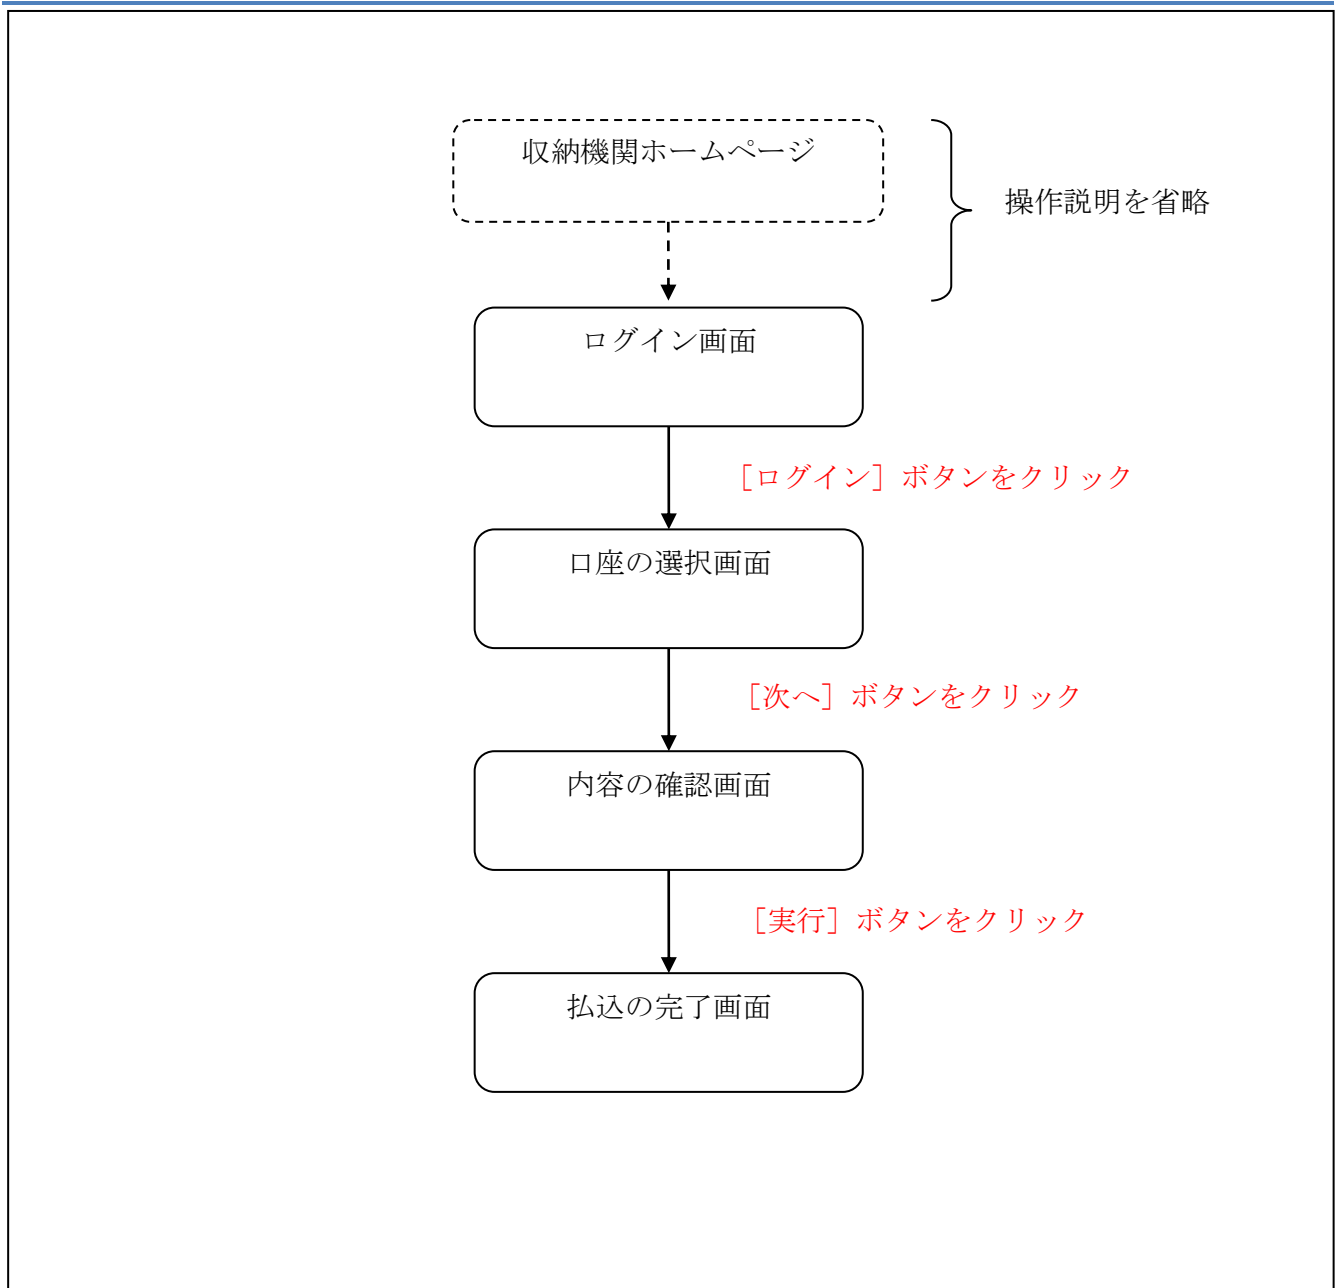 収納機関ホームページ
操作説明を省略
ログイン画面
［ログイン］ボタンをクリック
口座の選択画面
［次へ］ボタンをクリック
内容の確認画面
［実行］ボタンをクリック
払込の完了画面